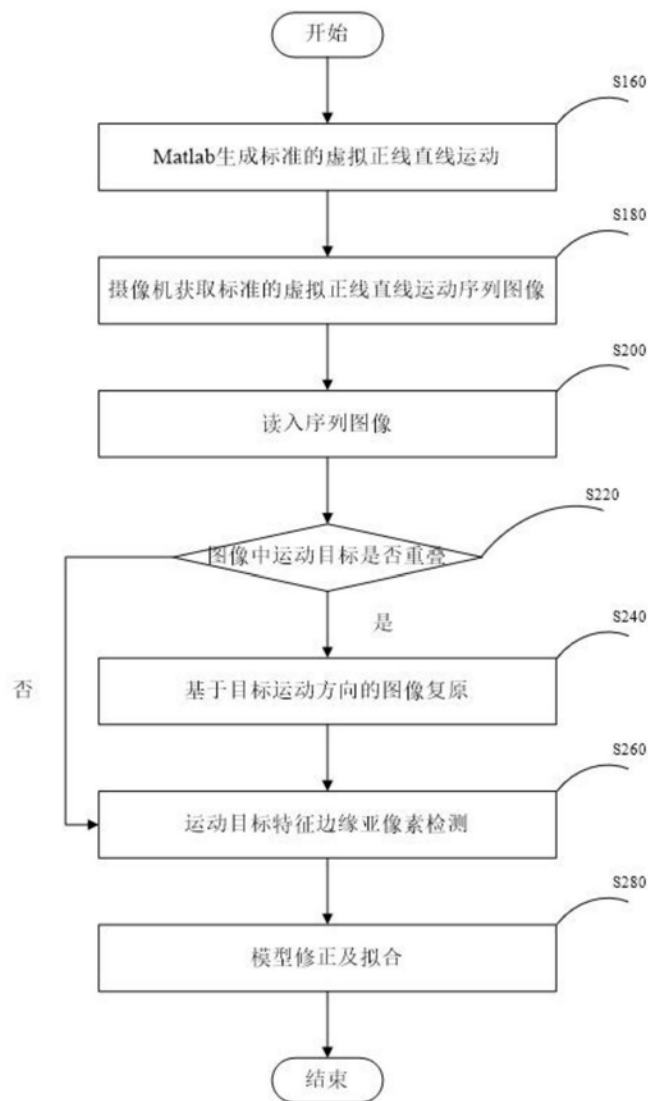 开始
S160
Matlab生成标准的虚拟正线直线运动
S180
摄像机获取标准的虚拟正线直线运动序列图像
S200
读入序列图像
S220
图像中运动目标是否重叠
是
否
S240
基于目标运动方向的图像复原
S260
运动目标特征边缘亚像素检测
S280
模型修正及拟合
结束